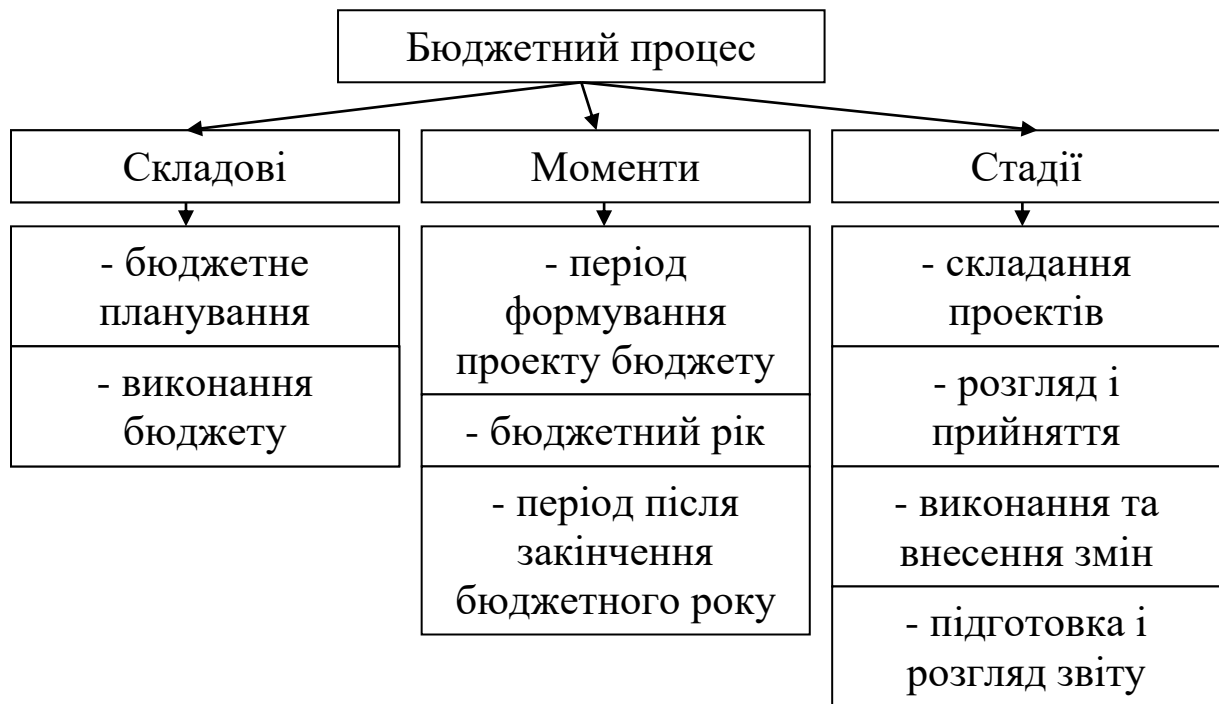 Бюджетний процес
Складові
- бюджетне
планування
- виконання
бюджету
Моменти
- період
формування
проекту бюджету
- бюджетний рік
- період після
закінчення
бюджетного року
Стадії
- складання
проектів
- розгляд і
прийняття
- виконання та
внесення змін
- підготовка і
розгляд звіту